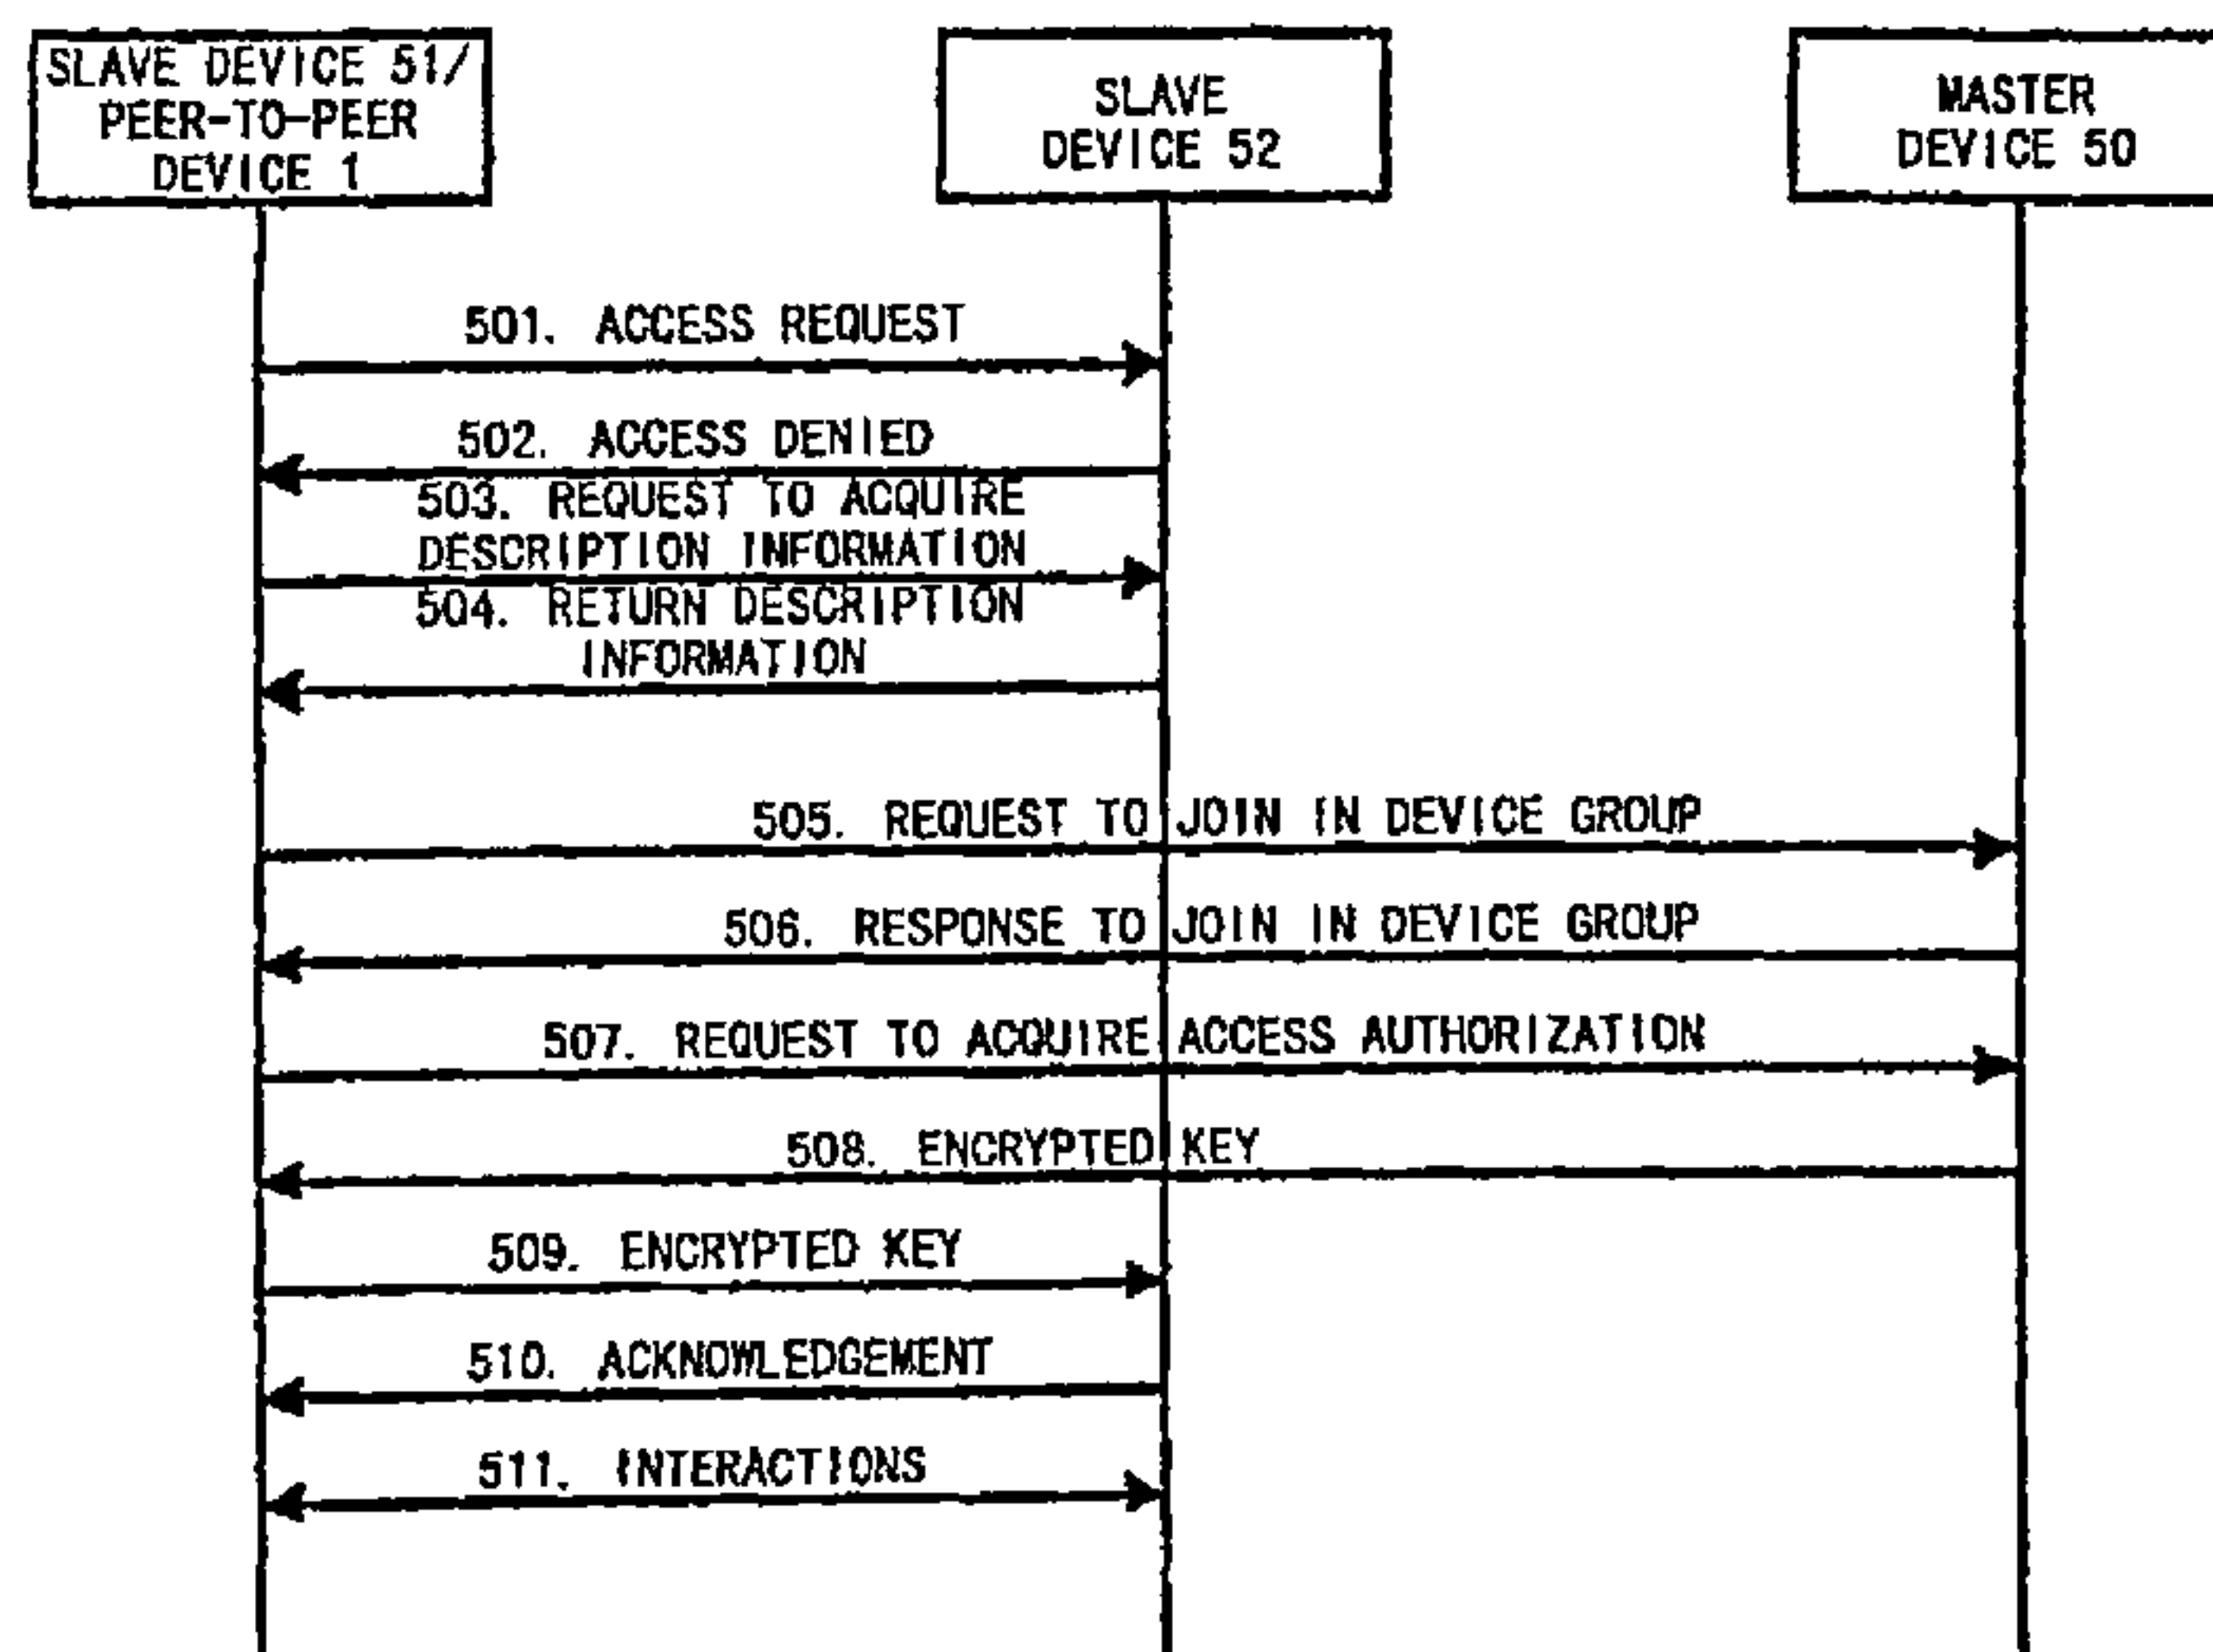 SLAVE DEVICE 51/
PEER-TO-PEER
DEVICE 1
SLAVE
DEVICE 52
MASTER
DEVICE 50
501. ACCESS REQUEST
502. ACCESS DENIED
503. REQUEST TO ACQUIRE
DESCRIPTION INFORMATION
504. RETURN DESCRIPTION
INFORMATION
505. REQUEST TO JOIN IN DEVICE GROUP
506. RESPONSE TO JOIN IN DEVICE GROUP
507. REQUEST TO ACQUIRE ACCESS AUTHORIZATION
508. ENCRYPTED KEY
509. ENCRYPTED KEY
510. ACKNOWLEDGEMENT
511. INTERACTIONS